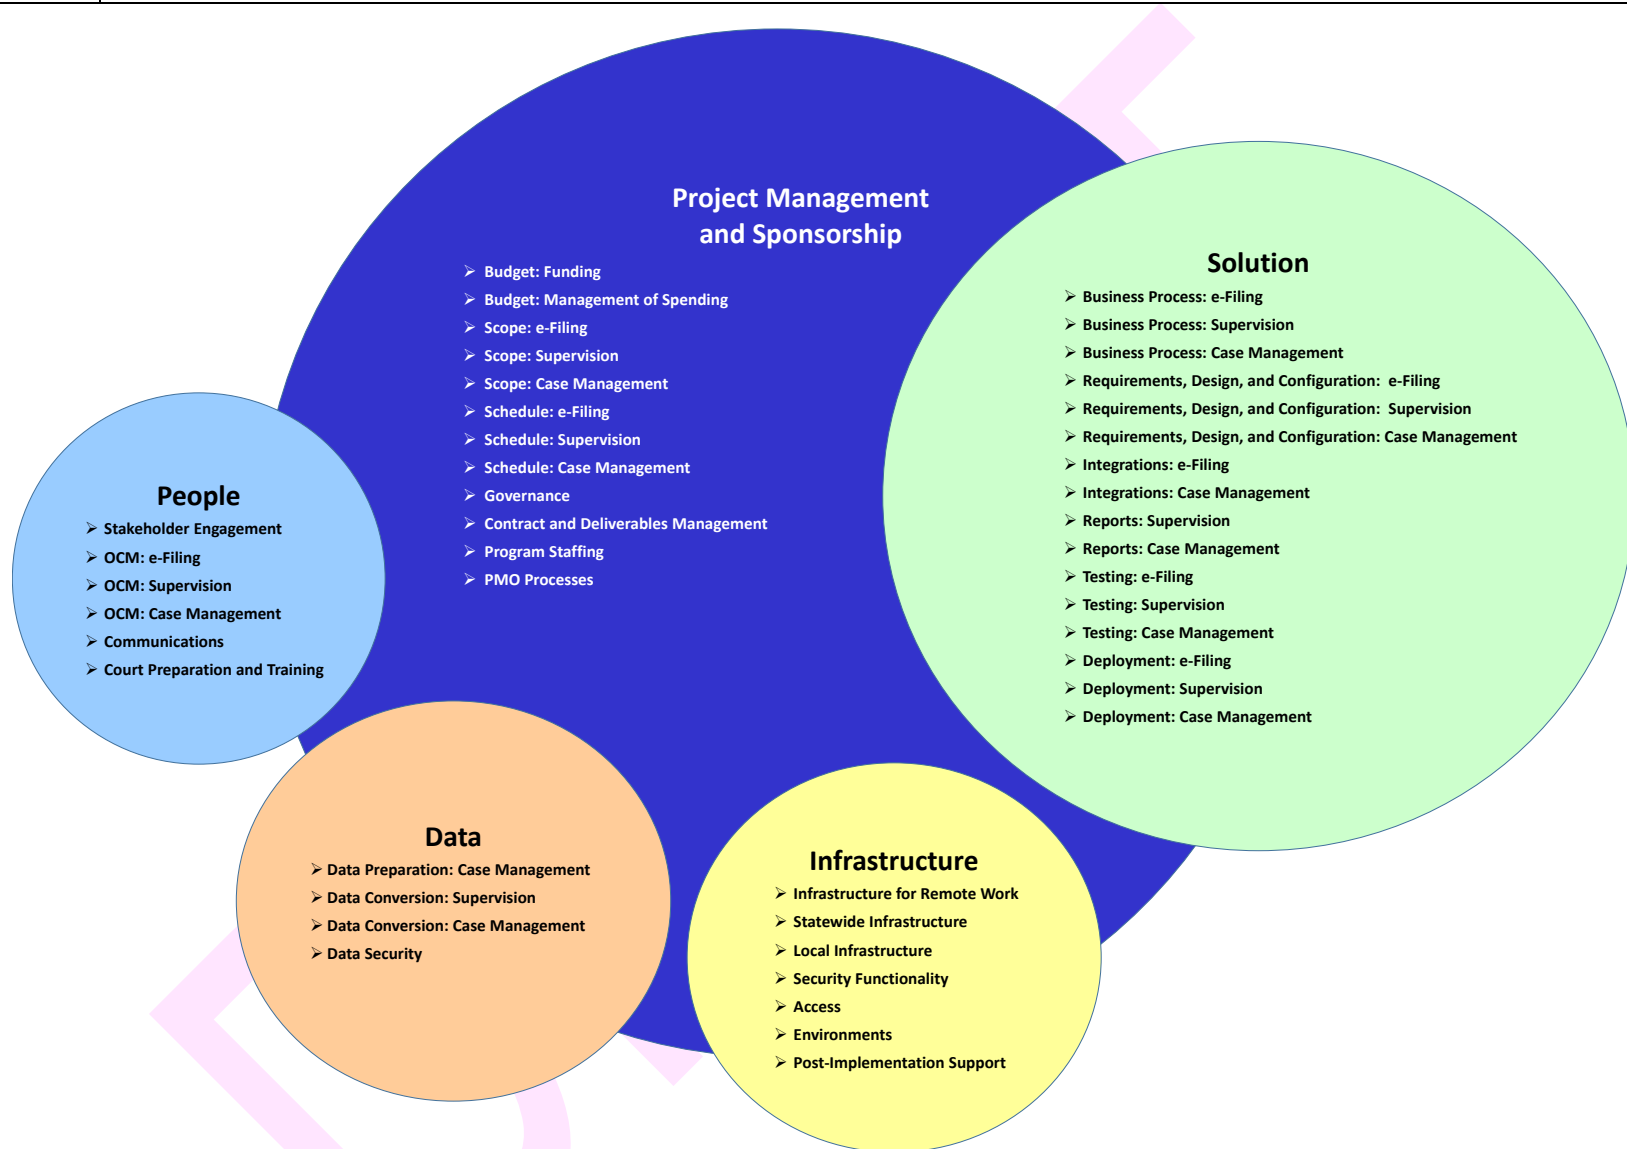 Project Management
and Sponsorship
➢ Budget: Funding
➢ Budget: Management of Spending
➢ Scope: e-Filing
➢ Scope: Supervision
➢ Scope: Case Management
➢ Schedule: e-Filing
➢ Schedule: Supervision
➢ Schedule: Case Management
➢ Governance
➢ Contract and Deliverables Management
➢ Program Staffing
➢ PMO Processes
Solution
➢ Business Process: e-Filing
➢ Business Process: Supervision
➢ Business Process: Case Management
➢ Requirements, Design, and Configuration:  e-Filing
➢ Requirements, Design, and Configuration:  Supervision
➢ Requirements, Design, and Configuration: Case Management
➢ Integrations: e-Filing
➢ Integrations: Case Management
➢ Reports: Supervision
➢ Reports: Case Management
➢ Testing: e-Filing
➢ Testing: Supervision
➢ Testing: Case Management
➢ Deployment: e-Filing
➢ Deployment: Supervision
➢ Deployment: Case Management
People
➢ Stakeholder Engagement
➢ OCM: e-Filing
➢ OCM: Supervision
➢ OCM: Case Management
➢ Communications
➢ Court Preparation and Training
Data
➢ Data Preparation: Case Management
➢ Data Conversion: Supervision
➢ Data Conversion: Case Management
➢ Data Security
Infrastructure
➢ Infrastructure for Remote Work
➢ Statewide Infrastructure
➢ Local Infrastructure
➢ Security Functionality
➢ Access
➢ Environments
➢ Post-Implementation Support